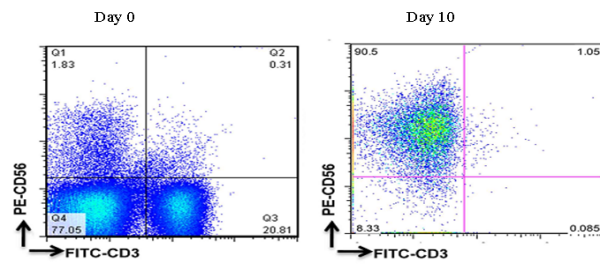 Day 0 Day 10
Q1 Q2
1.83 0.31
90.5 1.05
PE-CD56 PE-CD56
Q4 Q3
77.05 20.81
8.33 0.085
FITC-CD3 FITC-CD3